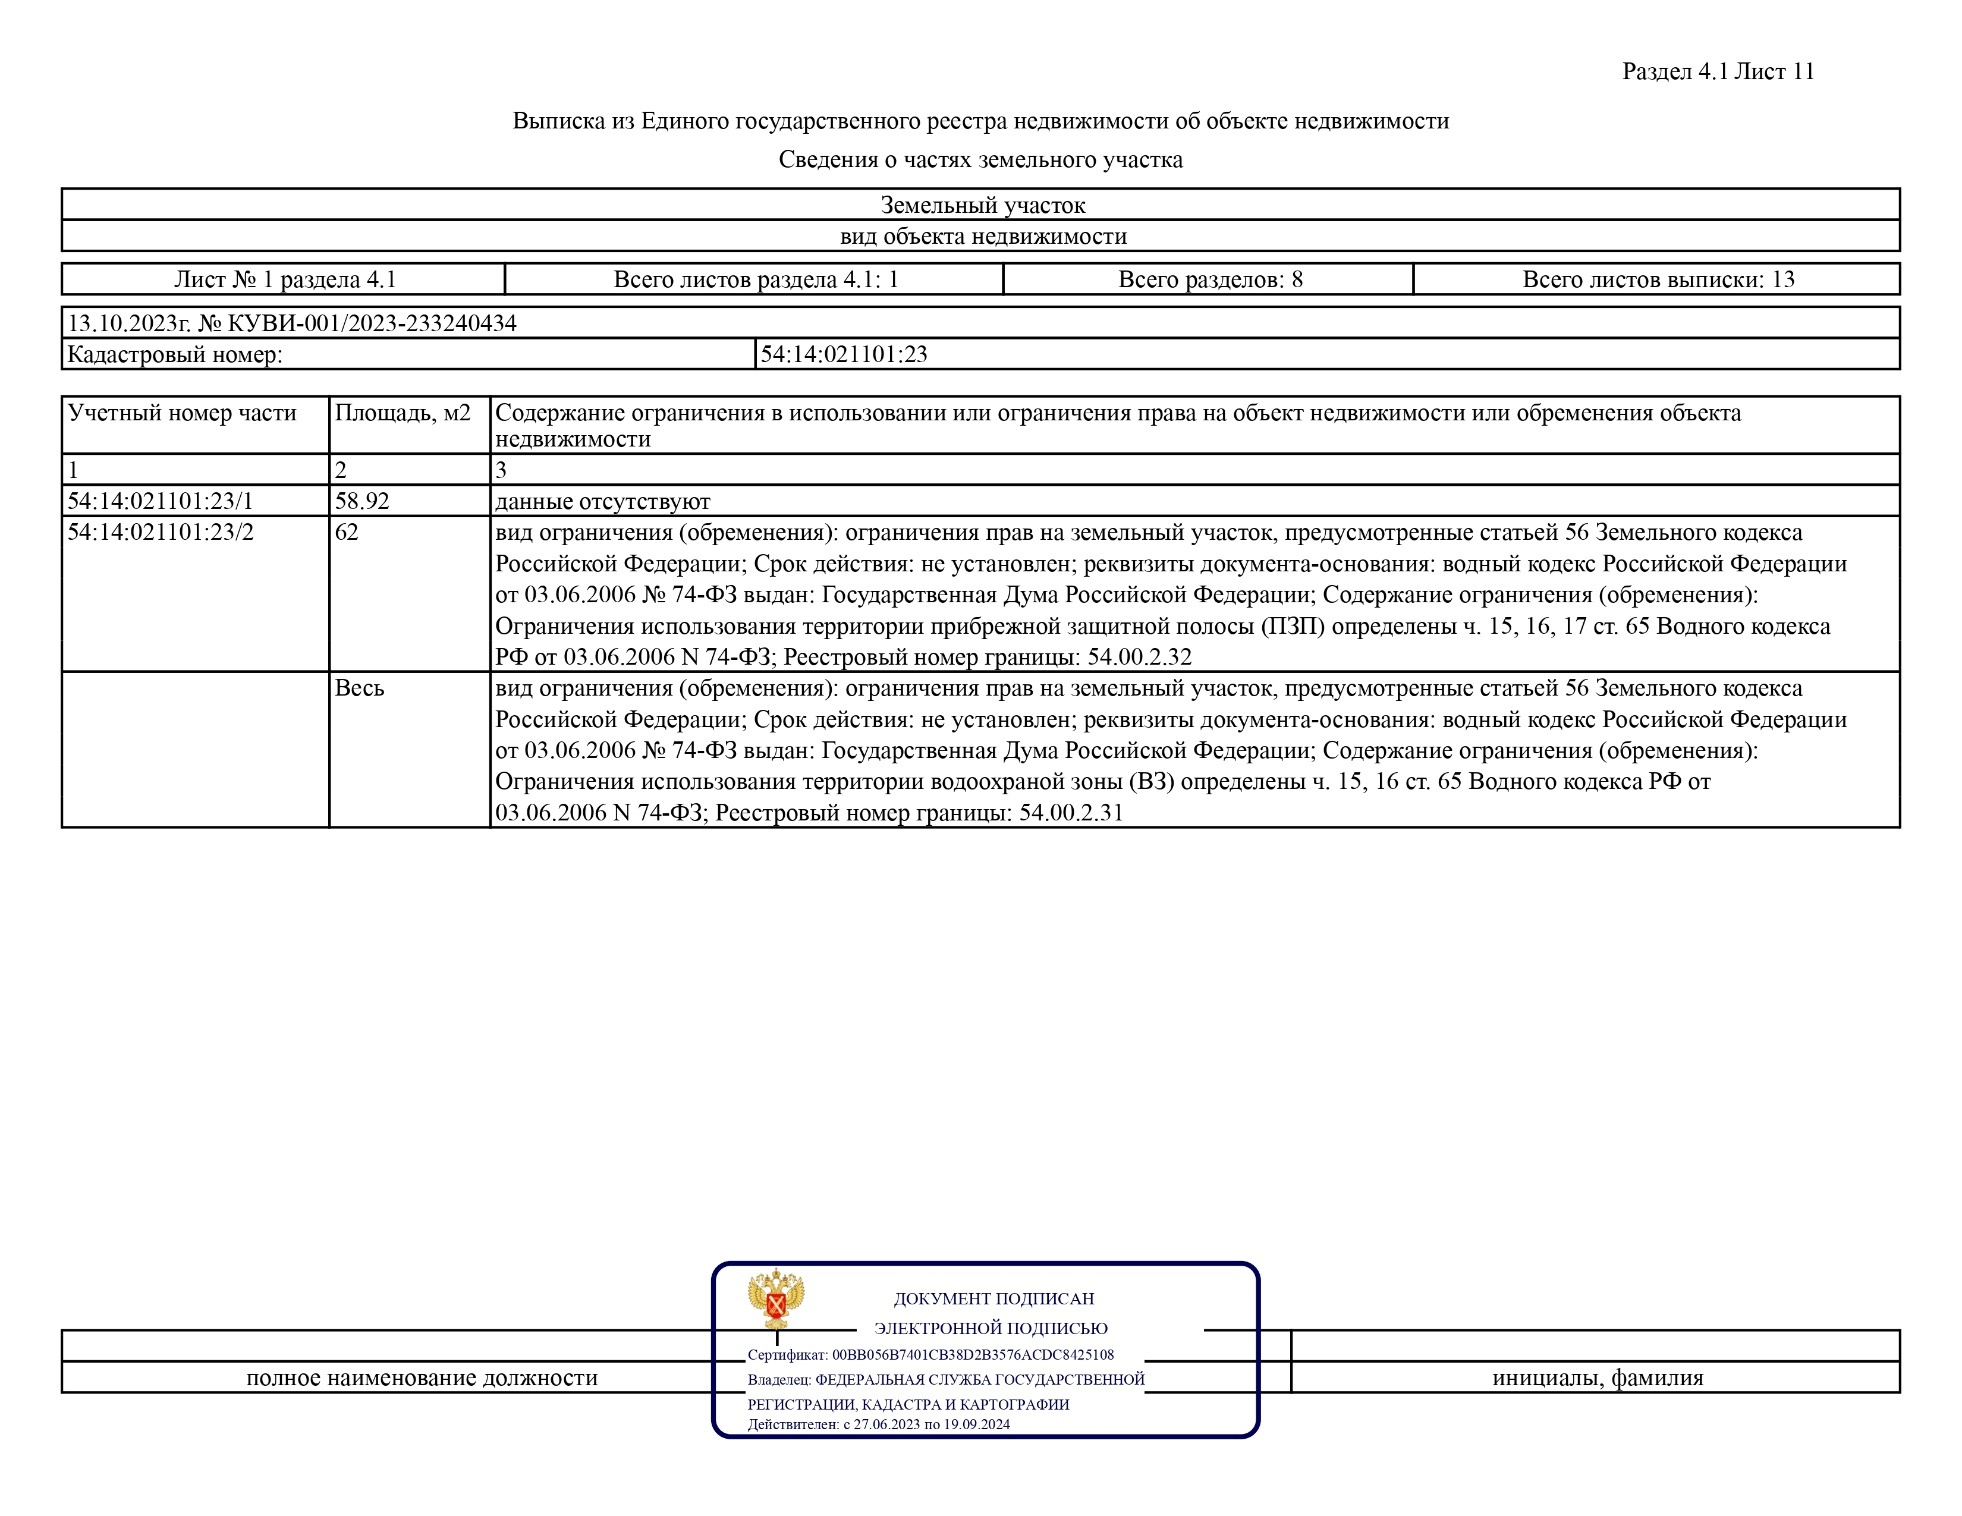 Раздел 4.1 Лист 11
Выписка из Единого государственного реестра недвижимости об объекте недвижимости
Сведения о частях земельного участка
Земельный участок
вид объекта недвижимости
Лист № 1 раздела 4.1
Всего листов раздела 4.1: 1
Всего разделов: 8
Всего листов выписки: 13
13.10.2023г. № КУВИ-001/2023-233240434
Кадастровый номер:
54:14:021101:23
Учетный номер части
Площадь, м2
Содержание ограничения в использовании или ограничения права на объект недвижимости или обременения объекта
недвижимости
1
2
3
54:14:021101:23/1
58.92
данные отсутствуют
54:14:021101:23/2
62
вид ограничения (обременения): ограничения прав на земельный участок, предусмотренные статьей 56 Земельного кодекса
Российской Федерации; Срок действия: не установлен; реквизиты документа-основания: водный кодекс Российской Федерации
от 03.06.2006 № 74-ФЗ выдан: Государственная Дума Российской Федерации; Содержание ограничения (обременения):
Ограничения использования территории прибрежной защитной полосы (ПЗП) определены ч. 15, 16, 17 ст. 65 Водного кодекса
РФ от 03.06.2006 N 74-ФЗ; Реестровый номер границы: 54.00.2.32
Весь
вид ограничения (обременения): ограничения прав на земельный участок, предусмотренные статьей 56 Земельного кодекса
Российской Федерации; Срок действия: не установлен; реквизиты документа-основания: водный кодекс Российской Федерации
от 03.06.2006 № 74-ФЗ выдан: Государственная Дума Российской Федерации; Содержание ограничения (обременения):
Ограничения использования территории водоохраной зоны (ВЗ) определены ч. 15, 16 ст. 65 Водного кодекса РФ от
03.06.2006 N 74-ФЗ; Реестровый номер границы: 54.00.2.31
ДОКУМЕНТ ПОДПИСАН
ЭЛЕКТРОННОЙ ПОДПИСЬЮ
Сертификат: 00BB056B7401CB38D2B3576ACDC8425108
Владелец: ФЕДЕРАЛЬНАЯ СЛУЖБА ГОСУДАРСТВЕННОЙ
РЕГИСТРАЦИИ, КАДАСТРА И КАРТОГРАФИИ
Действителен: с 27.06.2023 по 19.09.2024
полное наименование должности
инициалы, фамилия